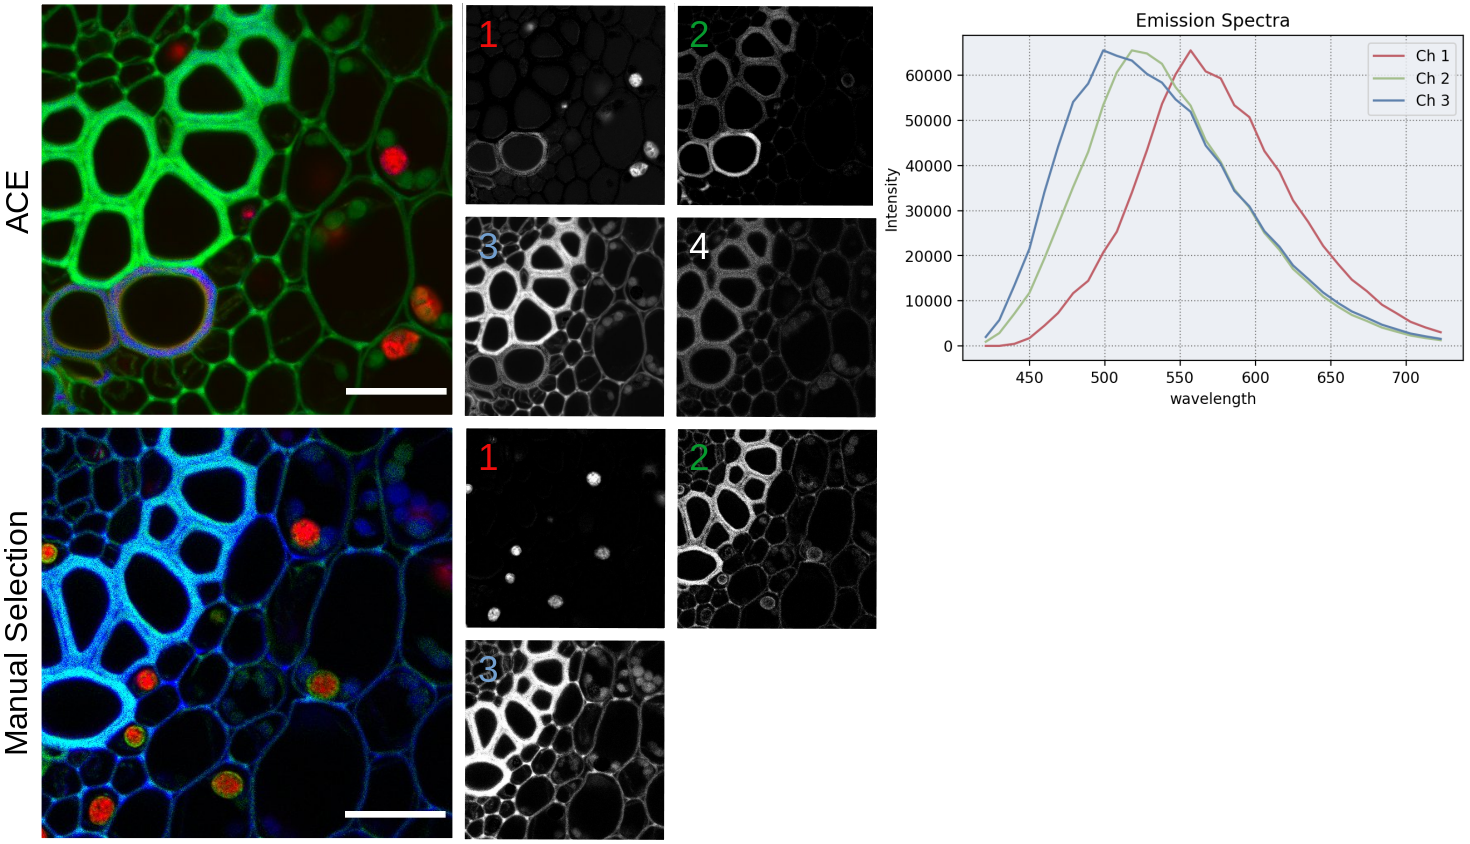 ACE
1
2
3
4
Manual Selection
1
2
3
Emission Spectra
Ch 1
Ch 2
Ch 3
Intensity
60000
50000
40000
30000
20000
10000
0
450 500 550 600 650 700
wavelength